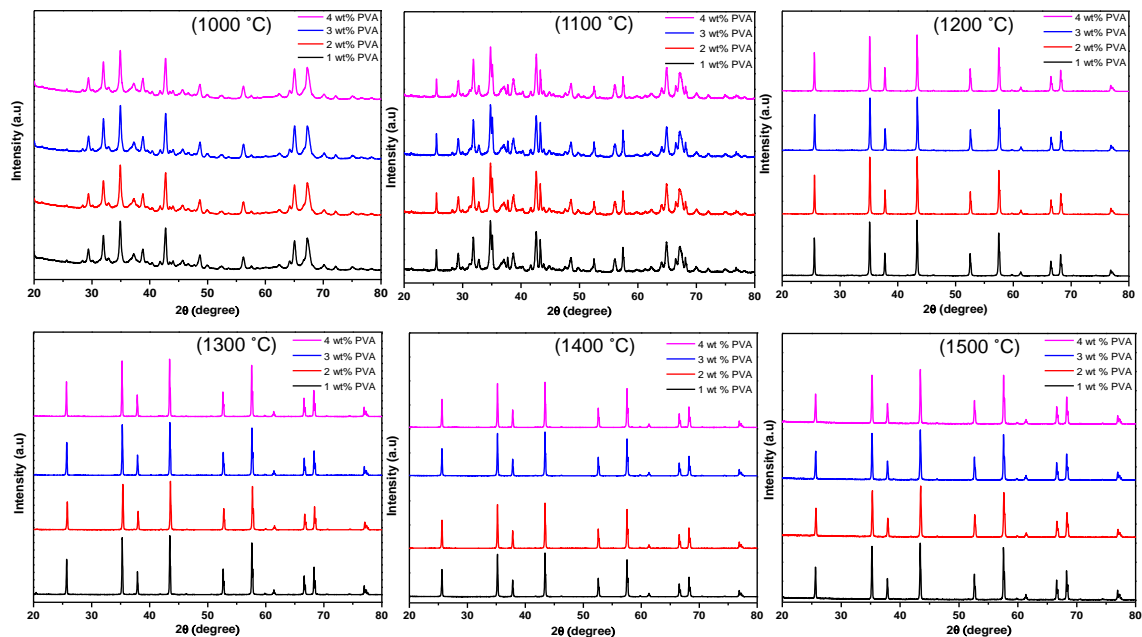 (1000 ˚C)
4 wt% PVA
3 wt% PVA
2 wt% PVA
1 wt% PVA
Intensity (a.u)
20 30 40 50 60 70 80
2θ (degree)
(1100 ˚C)
4 wt% PVA
3 wt% PVA
2 wt% PVA
1 wt% PVA
Intensity (a.u)
20 30 40 50 60 70 80
2θ (degree)
(1200 ˚C)
4 wt% PVA
3 wt% PVA
2 wt% PVA
1 wt% PVA
Intensity (a.u)
20 30 40 50 60 70 80
2θ (degree)
(1300 ˚C)
4 wt% PVA
3 wt% PVA
2 wt% PVA
1 wt% PVA
Intensity (a.u)
20 30 40 50 60 70 80
2θ (degree)
(1400 ˚C)
4 wt % PVA
3 wt % PVA
2 wt % PVA
1 wt % PVA
Intensity (a.u)
20 30 40 50 60 70 80
2θ (degree)
(1500 ˚C)
4 wt% PVA
3 wt% PVA
2 wt% PVA
1 wt% PVA
Intensity (a.u)
20 30 40 50 60 70 80
2θ (degree)